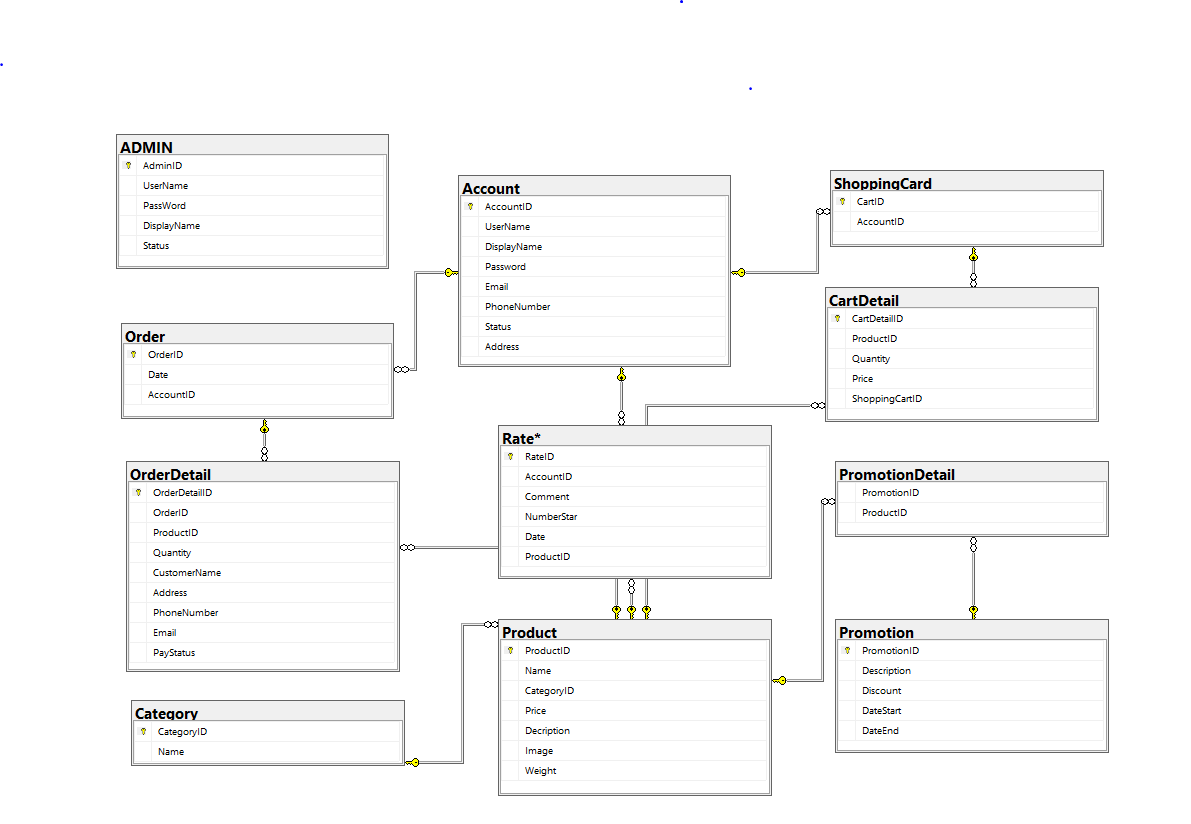 ADMIN
AdminID
UserName
PassWord
DisplayName
Status
Account
AccountID
UserName
DisplayName
Password
Email
PhoneNumber
Status
Address
ShoppingCard
CartID
AccountID
CartDetail
CartDetailID
ProductID
Quantity
Price
ShoppingCartID
Order
OrderID
Date
AccountID
Rate*
RateID
AccountID
Comment
NumberStar
Date
ProductID
OrderDetail
OrderDetailID
OrderID
ProductID
Quantity
CustomerName
Address
PhoneNumber
Email
PayStatus
PromotionDetail
PromotionID
ProductID
Product
ProductID
Name
CategoryID
Price
Decription
Image
Weight
Promotion
PromotionID
Description
Discount
DateStart
DateEnd
Category
CategoryID
Name